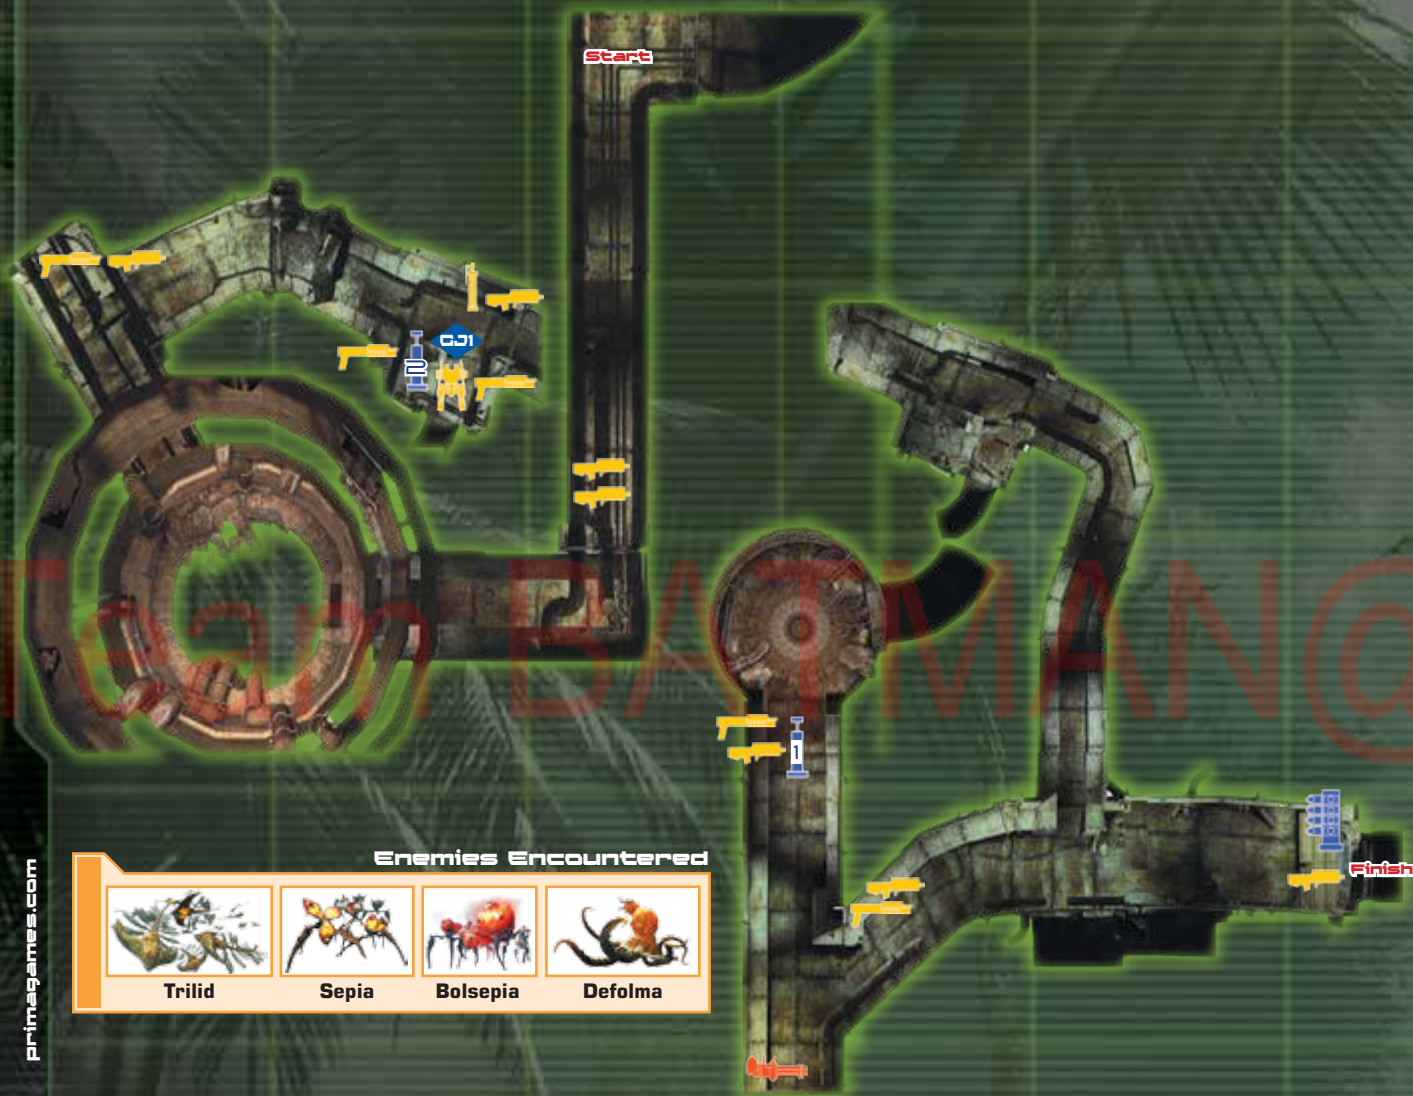 Start
GJ1
2
Team BATMAN@
1
Finish
Enemies Encountered
Trilid Sepia Bolsepia Defolma
primagames.com